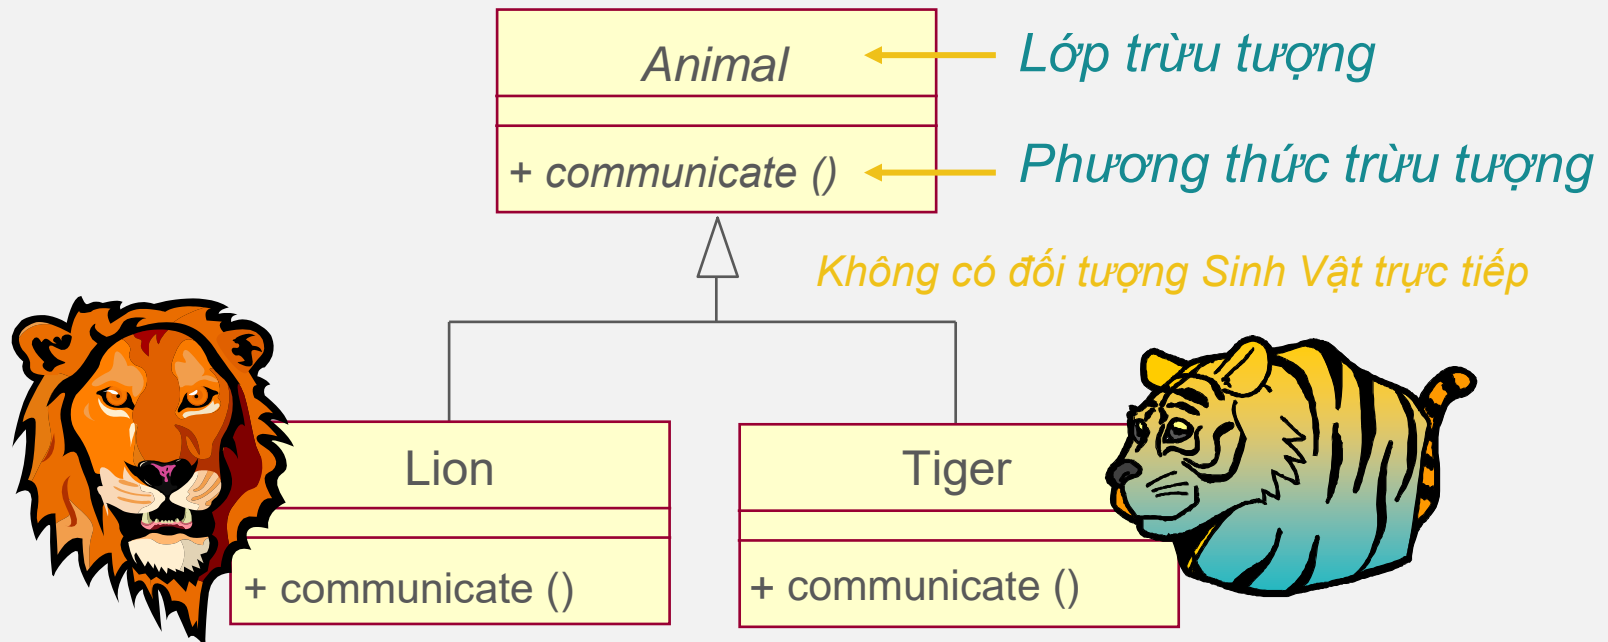 Animal
Lớp trừu tượng
+ communicate ()
Phương thức trừu tượng
Không có đối tượng Sinh Vật trực tiếp
Lion
Tiger
+ communicate ()
+ communicate ()